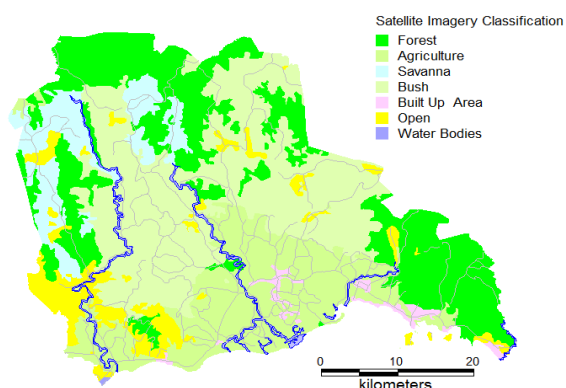 Satellite Imagery Classification
Forest
Agriculture
Savanna
Bush
Built Up Area
Open
Water Bodies
0 10 20
kilometers